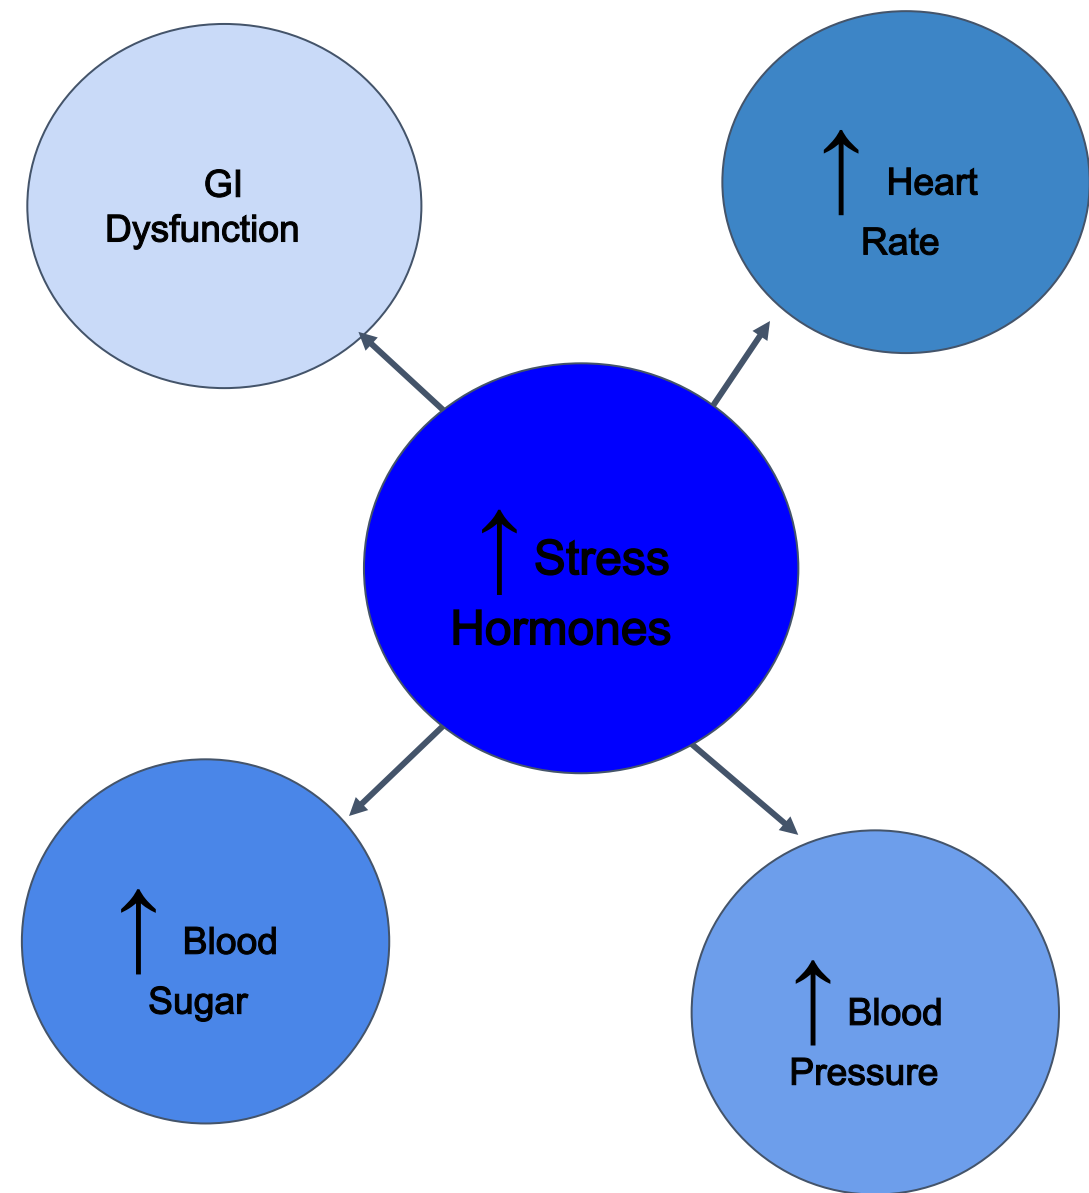 GI
Dysfunction
↑ Heart
Rate
↑ Stress
Hormones
↑ Blood
Sugar
↑ Blood
Pressure